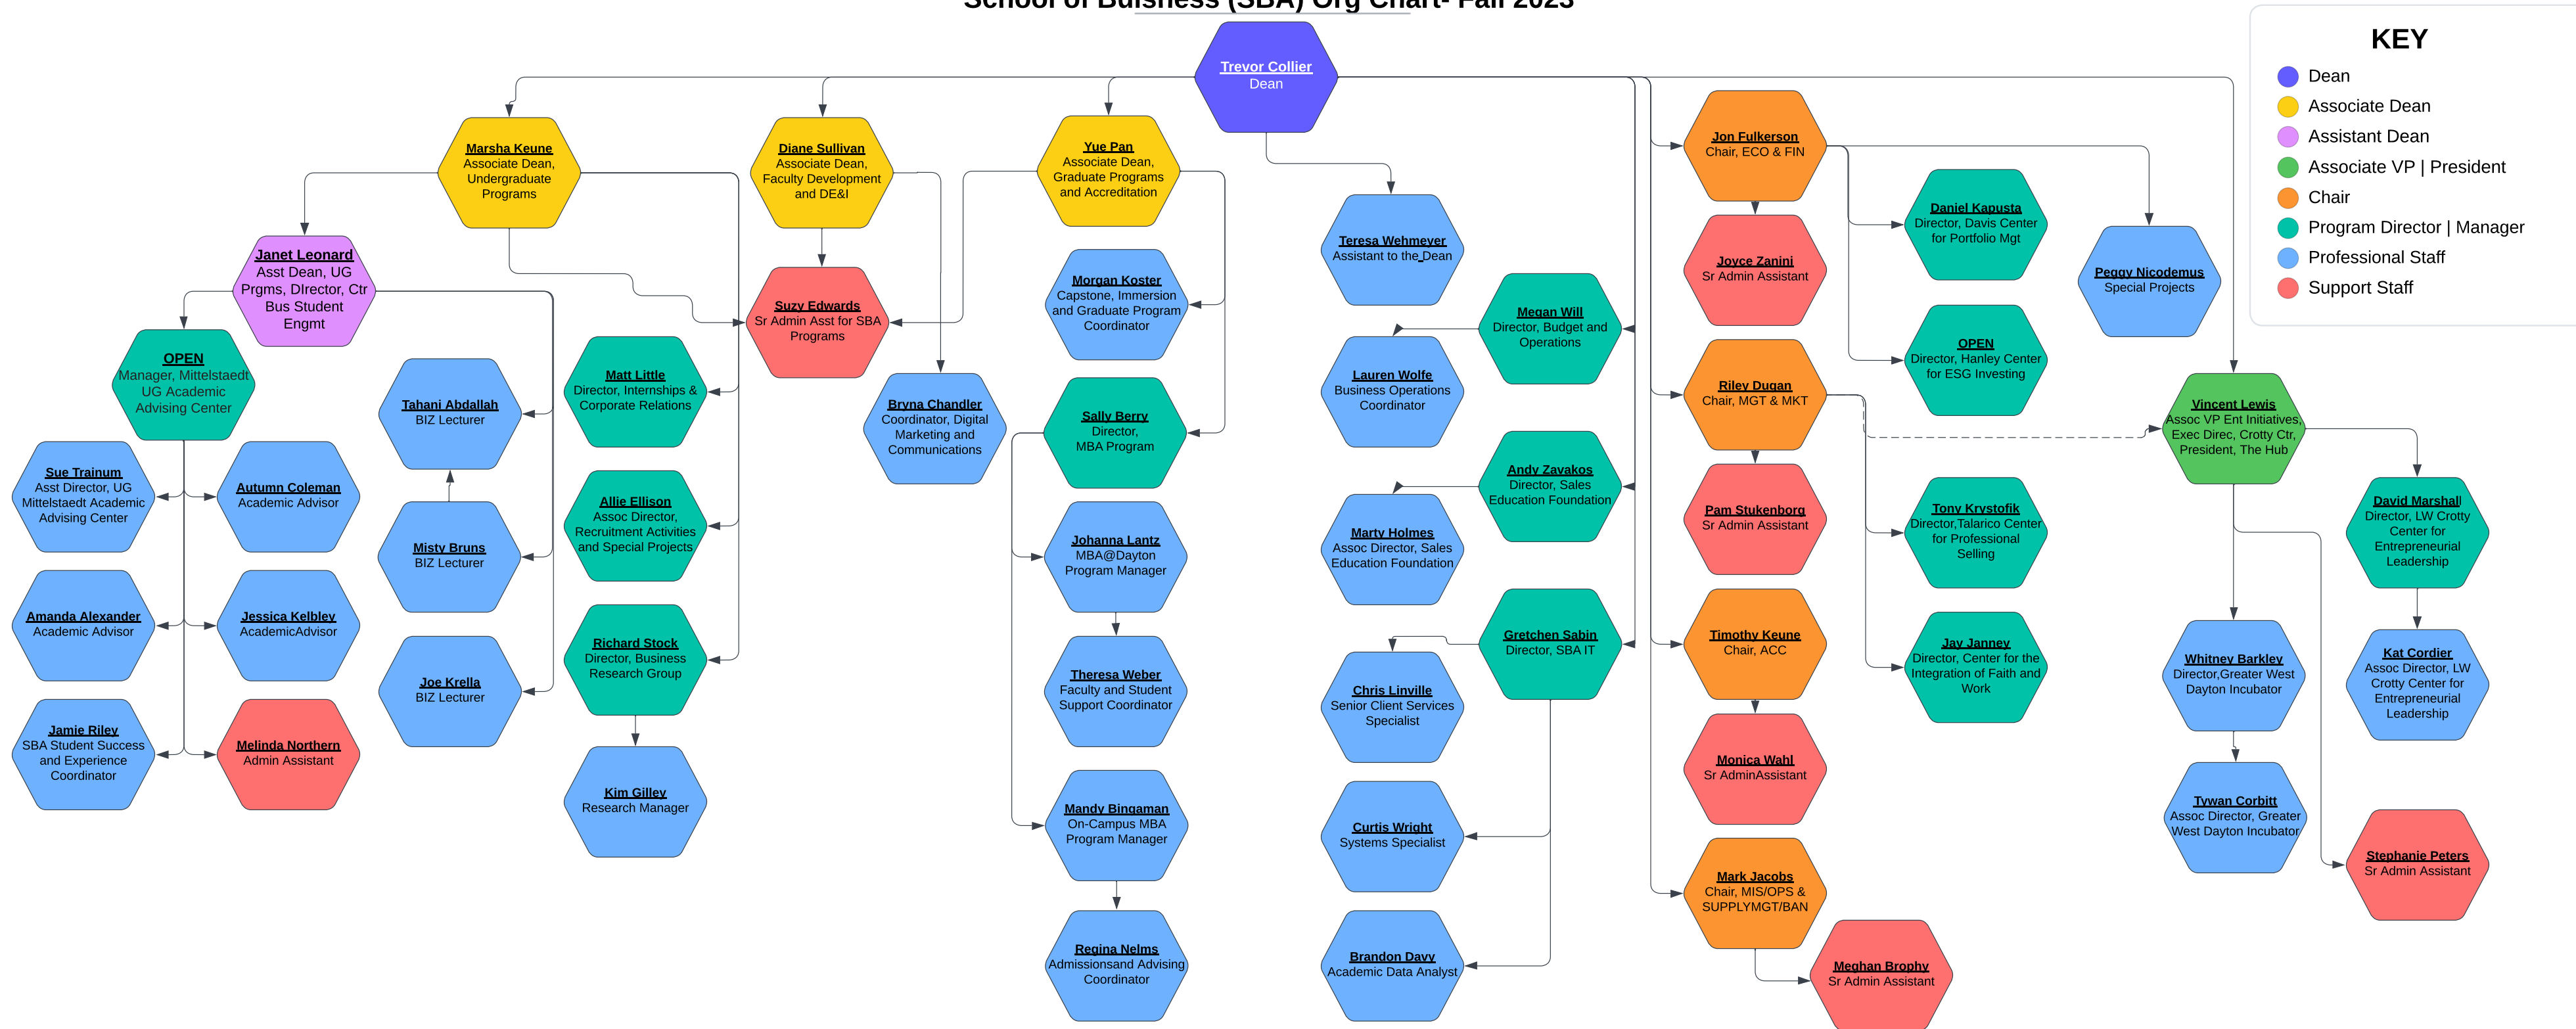 School of Buisness (SBA) Org Chart- Fall 2023
KEY
Dean
Associate Dean
Assistant Dean
Associate VP | President
Chair
Program Director | Manager
Professional Staff
Support Staff
Trevor Collier
Dean
Marsha Keune
Associate Dean,
Undergraduate
Programs
Diane Sullivan
Associate Dean,
Faculty Development
and DE&I
Yue Pan
Associate Dean,
Graduate Programs
and Accreditation
Janet Leonard
Asst Dean, UG
Prgms, DIrector, Ctr
Bus Student
Engmt
OPEN
Manager, Mittelstaedt
UG Academic
Advising Center
Sue Trainum
Asst Director, UG
Mittelstaedt Academic
Advising Center
Autumn Coleman
Academic Advisor
Amanda Alexander
Academic Advisor
Jessica Kelbley
AcademicAdvisor
Jamie Riley
SBA Student Success
and Experience
Coordinator
Melinda Northern
Admin Assistant
Tahani Abdallah
BIZ Lecturer
Misty Bruns
BIZ Lecturer
Joe Krella
BIZ Lecturer
Matt Little
Director, Internships &
Corporate Relations
Allie Ellison
Assoc Director,
Recruitment Activities
and Special Projects
Richard Stock
Director, Business
Research Group
Kim Gilley
Research Manager
Suzy Edwards
Sr Admin Asst for SBA
Programs
Bryna Chandler
Coordinator, Digital
Marketing and
Communications
Morgan Koster
Capstone, Immersion
and Graduate Program
Coordinator
Sally Berry
Director,
MBA Program
Johanna Lantz
MBA@Dayton
Program Manager
Theresa Weber
Faculty and Student
Support Coordinator
Mandy Bingaman
On-Campus MBA
Program Manager
Regina Nelms
Admissionsand Advising
Coordinator
Teresa Wehmeyer
Assistant to the Dean
Megan Will
Director, Budget and
Operations
Lauren Wolfe
Business Operations
Coordinator
Andy Zavakos
Director, Sales
Education Foundation
Marty Holmes
Assoc Director, Sales
Education Foundation
Gretchen Sabin
Director, SBA IT
Chris Linville
Senior Client Services
Specialist
Curtis Wright
Systems Specialist
Brandon Davy
Academic Data Analyst
Jon Fulkerson
Chair, ECO & FIN
Joyce Zanini
Sr Admin Assistant
Daniel Kapusta
Director, Davis Center
for Portfolio Mgt
OPEN
Director, Hanley Center
for ESG Investing
Peggy Nicodemus
Special Projects
Riley Dugan
Chair, MGT & MKT
Pam Stukenborg
Sr Admin Assistant
Tony Krystofik
Director,Talarico Center
for Professional
Selling
Jay Janney
Director, Center for the
Integration of Faith and
Work
Timothy Keune
Chair, ACC
Monica Wahl
Sr AdminAssistant
Mark Jacobs
Chair, MIS/OPS &
SUPPLYMGT/BAN
Meghan Brophy
Sr Admin Assistant
Vincent Lewis
Assoc VP Ent Initiatives,
Exec Direc, Crotty Ctr,
President, The Hub
David Marshall
Director, LW Crotty
Center for
Entrepreneurial
Leadership
Kat Cordier
Assoc Director, LW
Crotty Center for
Entrepreneurial
Leadership
Whitney Barkley
Director,Greater West
Dayton Incubator
Tywan Corbitt
Assoc Director, Greater
West Dayton Incubator
Stephanie Peters
Sr Admin Assistant